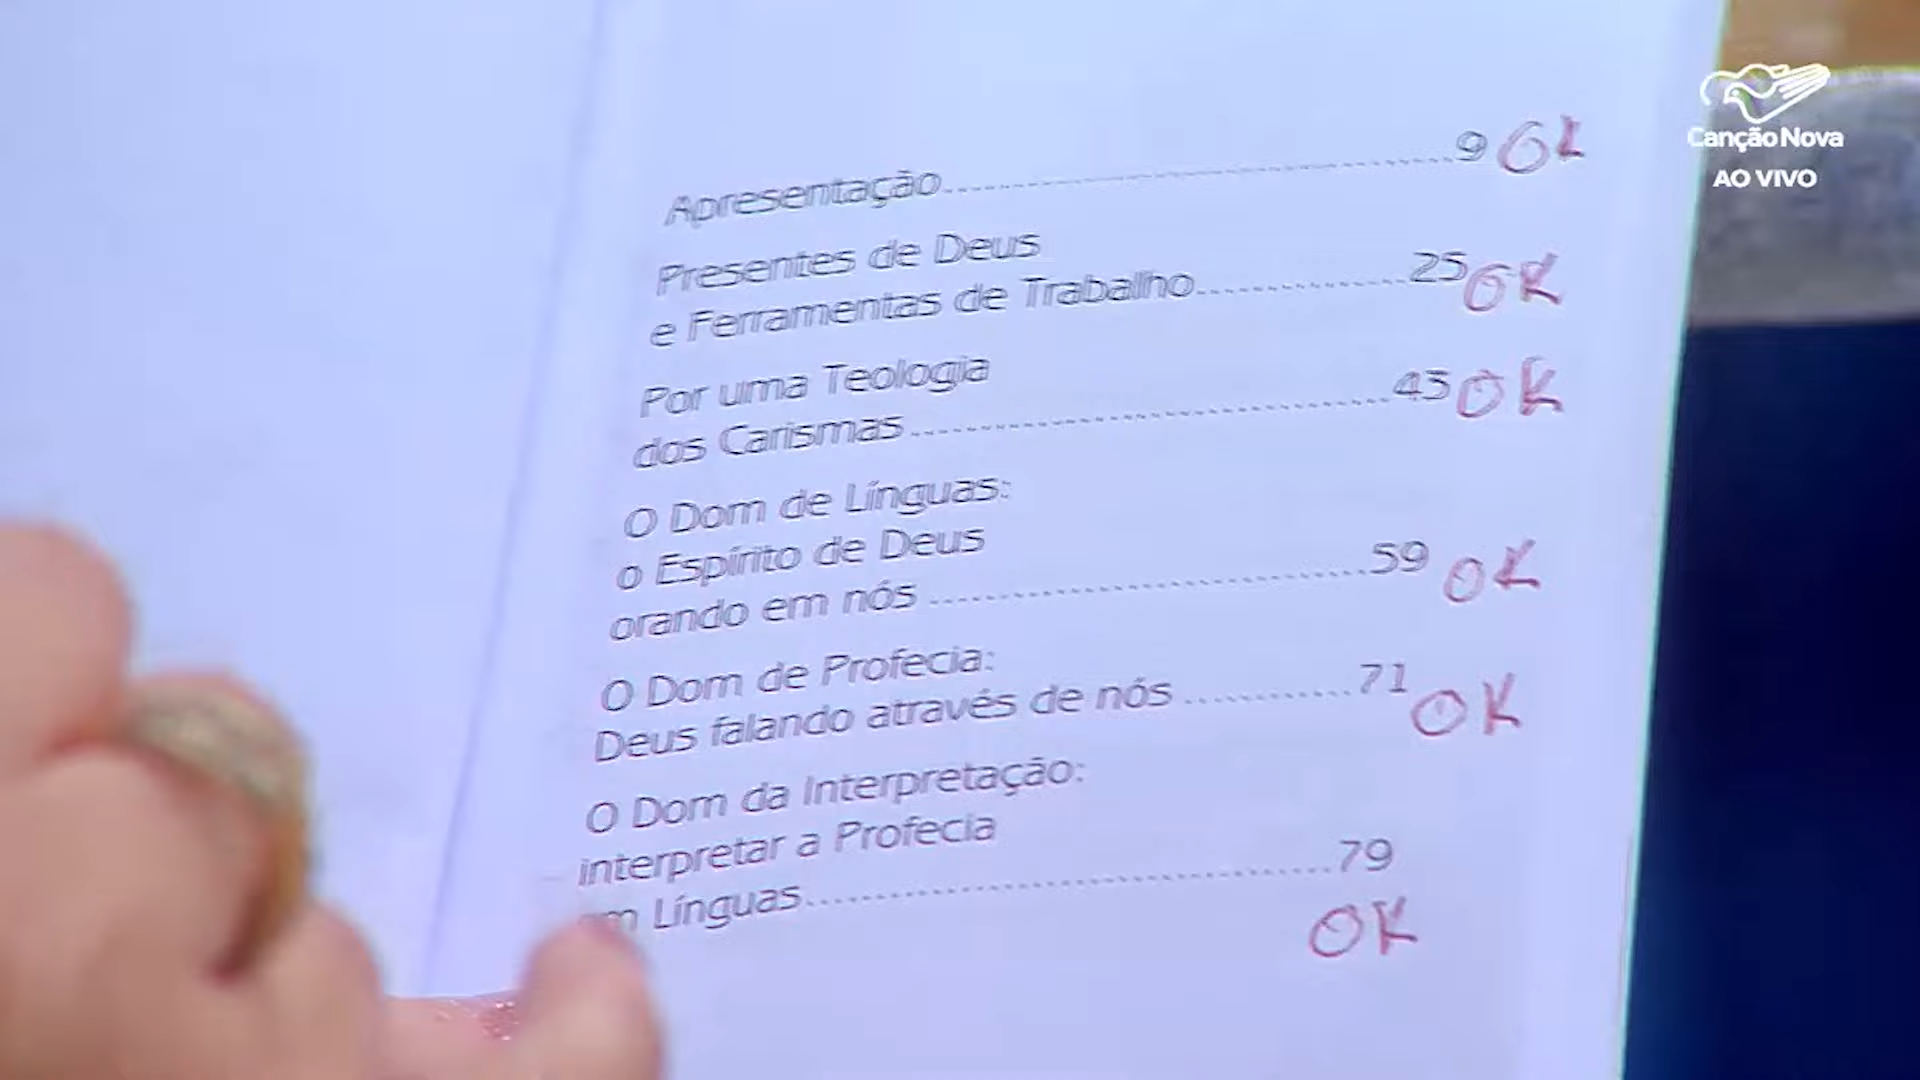 Apresentação..........9 OK
Presentes de Deus
e Ferramentas de Trabalho..........25 OK
Por uma Teologia
dos Carismas..........43 OK
O Dom de Línguas:
o Espírito de Deus
orando em nós..........59 OK
O Dom de Profecia:
Deus falando através de nós..........71 OK
O Dom da Interpretação:
interpretar a Profecia
em Línguas..........79
OK
Canção Nova
AO VIVO